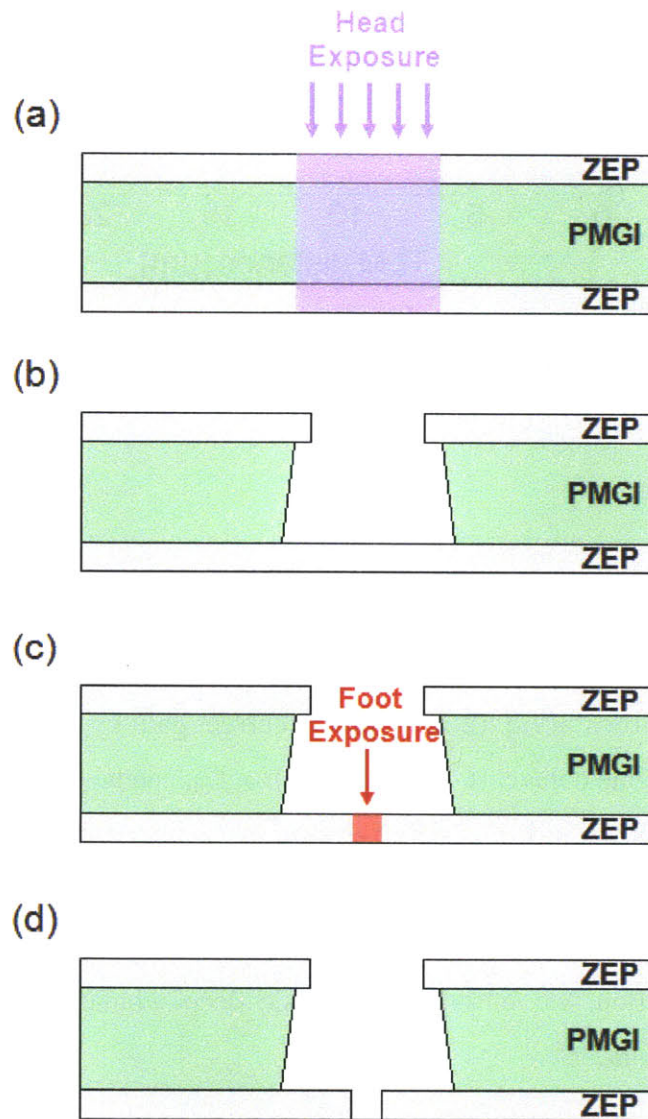 Head
Exposure
(a)
ZEP
PMGI
ZEP
(b)
ZEP
PMGI
ZEP
(c)
Foot
Exposure
ZEP
PMGI
ZEP
(d)
ZEP
PMGI
ZEP